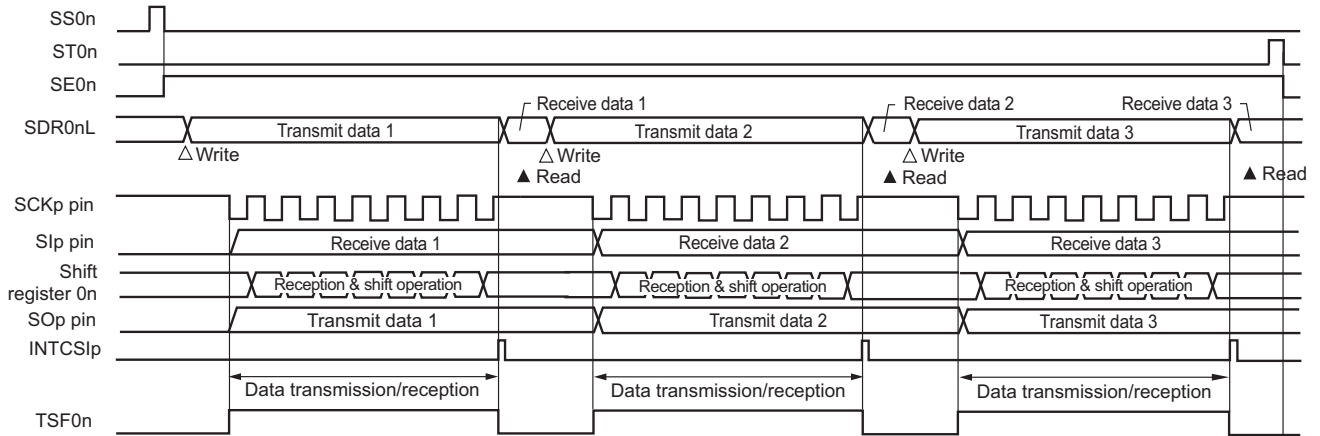 SS0n
ST0n
SE0n
Receive data 1 Receive data 2 Receive data 3
SDR0nL Transmit data 1 Transmit data 2 Transmit data 3
△Write △ Write △ Write
▲ Read ▲ Read ▲ Read
SCKp pin
SIp pin Receive data 1 Receive data 2 Receive data 3
Shift
register 0n Reception & shift operation Reception & shift operation Reception & shift operation
SOp pin Transmit data 1 Transmit data 2 Transmit data 3
INTCSIp
Data transmission/reception Data transmission/reception Data transmission/reception
TSF0n